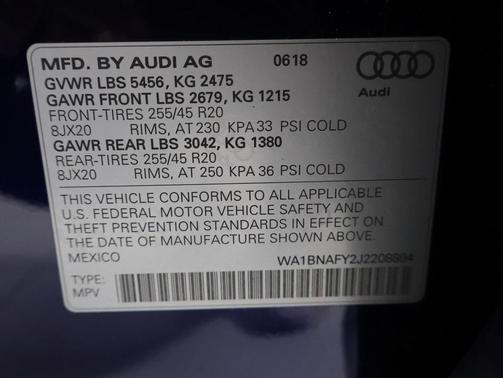 MFD. BY AUDI AG 0618
GVWR LBS 5456, KG 2475
GAWR FRONT LBS 2679, KG 1215
FRONT-TIRES 255/45 R20
8JX20 RIMS, AT 230 KPA 33 PSI COLD
GAWR REAR LBS 3042, KG 1380
REAR-TIRES 255/45 R20
8JX20 RIMS, AT 250 KPA 36 PSI COLD
Audi
THIS VEHICLE CONFORMS TO ALL APPLICABLE
U.S. FEDERAL MOTOR VEHICLE SAFETY AND
THEFT PREVENTION STANDARDS IN EFFECT ON
THE DATE OF MANUFACTURE SHOWN ABOVE.
MEXICO WA1BNAFY2J2208894
TYPE:
MPV